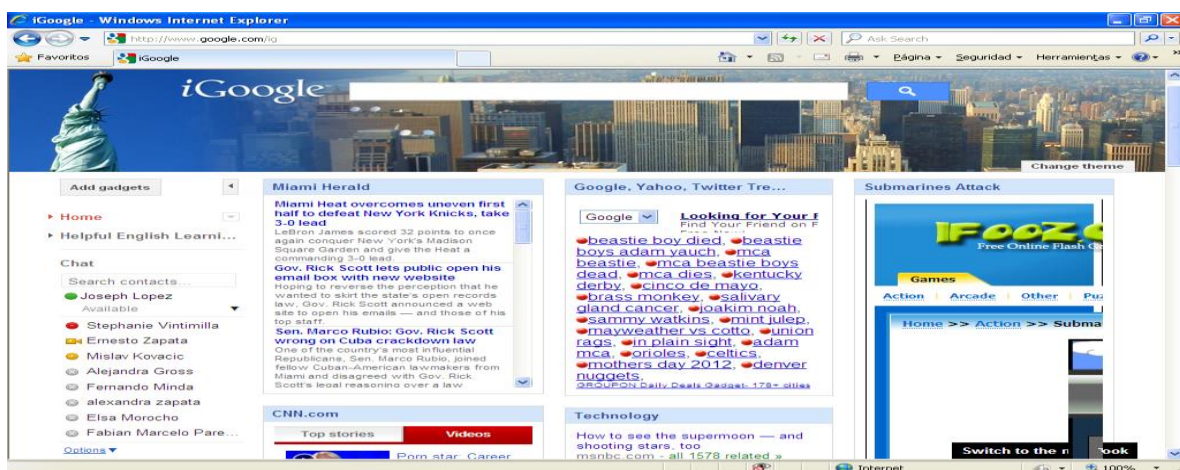 iGoogle - Windows Internet Explorer
http://www.google.com/ig
Ask Search
Favoritos
iGoogle
Página
Seguridad
Herramientas
iGoogle
Change theme
Add gadgets
Home
Helpful English Learni...
Chat
Search contacts...
Joseph Lopez
Available
Stephanie Vintimilla
Ernesto Zapata
Mislav Kovacic
Alejandra Gross
Fernando Minda
alexandra zapata
Elsa Morocho
Fabian Marcelo Pare...
Options
Miami Herald
Miami Heat overcomes uneven first
half to defeat New York Knicks, take
3-0 lead
LeBron James scored 32 points to once
again conquer New York's Madison
Square Garden and give the Heat a
commanding 3-0 lead.
Gov. Rick Scott lets public open his
email box with new website
Hoping to reverse the perception that he
wanted to skirt the state's open records
law, Gov. Rick Scott announced a web
site to open his emails — and those of his
top staff.
Sen. Marco Rubio: Gov. Rick Scott
wrong on Cuba crackdown law
One of the country's most influential
Republicans, Sen. Marco Rubio, joined
fellow Cuban-American lawmakers from
Miami and disagreed with Gov. Rick
Scott's legal reasoning over a law
CNN.com
Top stories
Videos
Porn star: Career
Google, Yahoo, Twitter Tre...
Google
Looking for Your F
Find Your Friend on F
beastie boy died, beastie
boys adam yauch, mca
beastie, mca beastie boys
dead, mca dies, kentucky
derby, cinco de mayo,
brass monkey, salivary
gland cancer, joakim noah,
sammy watkins, mint julep,
mayweather vs cotto, union
rags, in plain sight, adam
mca, orioles, celtics,
mothers day 2012, denver
nuggets,
GROUPON Daily Deals Gadget- 178+ cities
Technology
How to see the supermoon — and
shooting stars, too
msnbc.com - all 1578 related »
Submarines Attack
IFOOZ
Free Online Flash G
Games
Action
Arcade
Other
Puz
Home >> Action >> Subma
Switch to the n
ook
Internet
100%